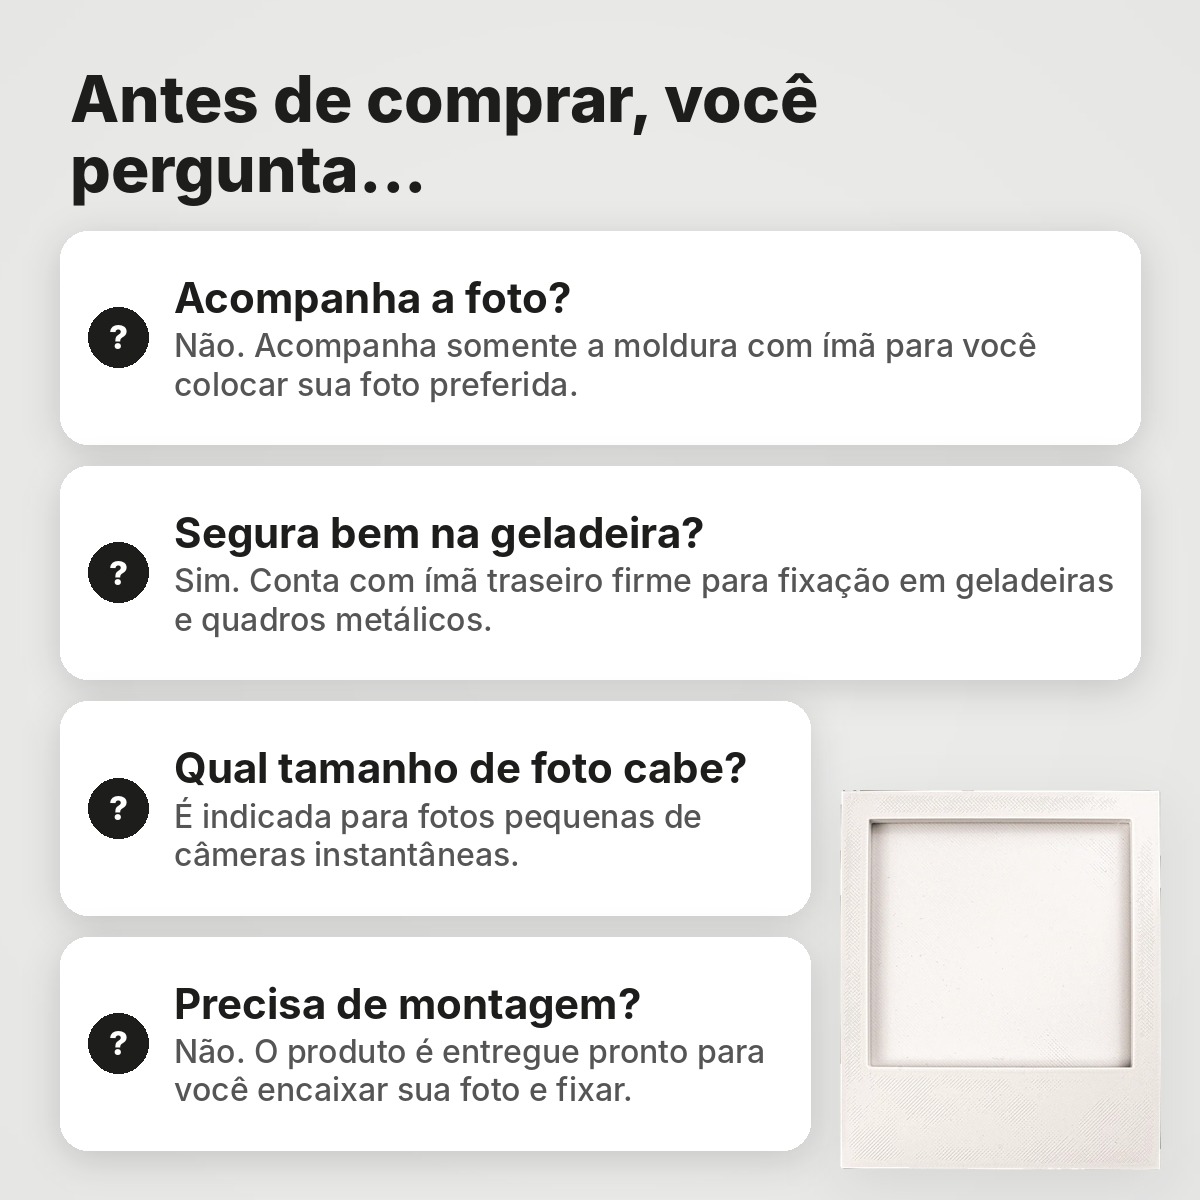 Antes de comprar, você
pergunta...
?
Acompanha a foto?
Não. Acompanha somente a moldura com ímã para você
colocar sua foto preferida.
?
Segura bem na geladeira?
Sim. Conta com ímã traseiro firme para fixação em geladeiras
e quadros metálicos.
?
Qual tamanho de foto cabe?
É indicada para fotos pequenas de
câmeras instantâneas.
?
Precisa de montagem?
Não. O produto é entregue pronto para
você encaixar sua foto e fixar.